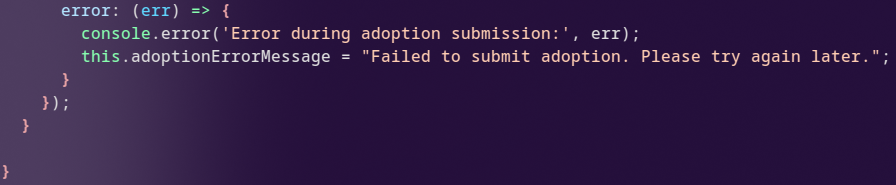 error: (err) => {
console.error('Error during adoption submission:', err);
this.adoptionErrorMessage = "Failed to submit adoption. Please try again later.";
}
});
}
}